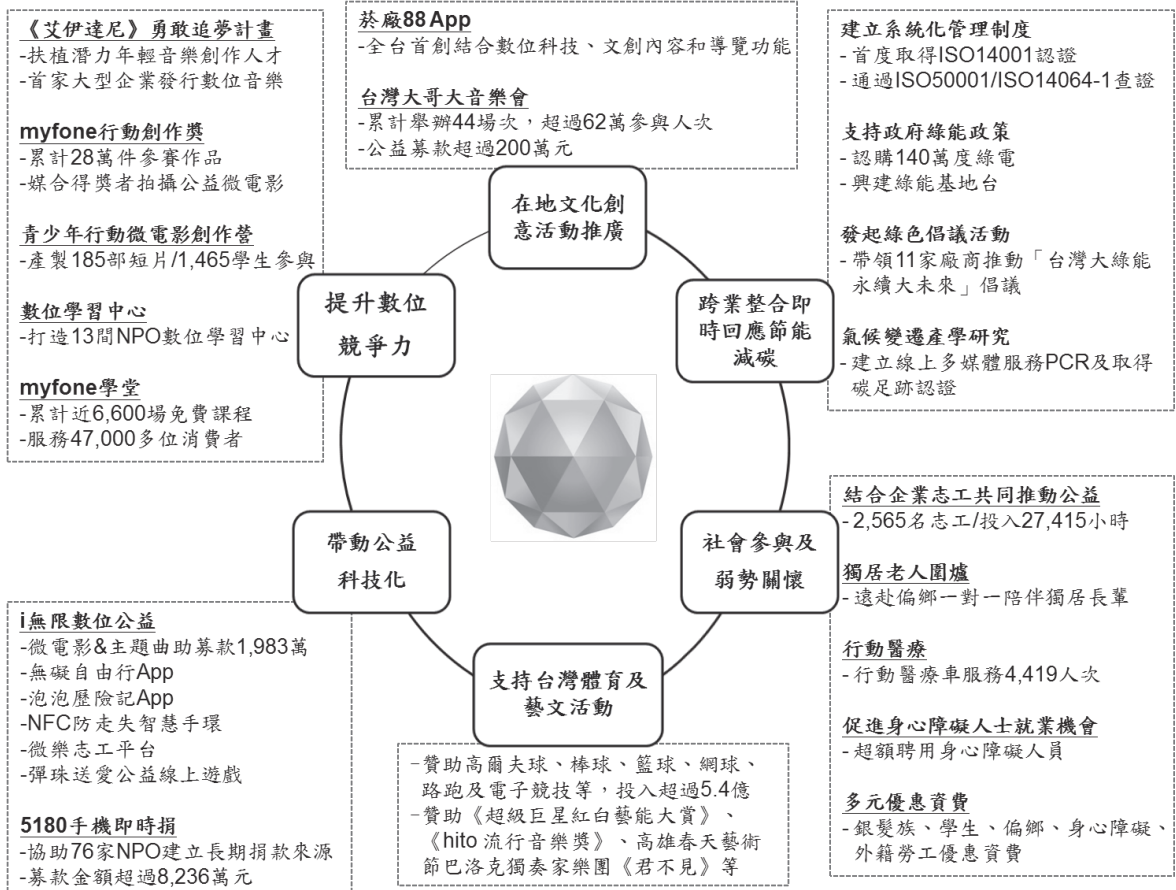 《艾伊達尼》勇敢追夢計畫
-扶植潛力年輕音樂創作人才
-首家大型企業發行數位音樂
myfone行動創作獎
-累計28萬件參賽作品
-媒合得獎者拍攝公益微電影
青少年行動微電影創作營
-產製185部短片/1,465學生參與
數位學習中心
-打造13間NPO數位學習中心
myfone學堂
-累計近6,600場免費課程
-服務47,000多位消費者
菸廠88 App
-全台首創結合數位科技、文創內容和導覽功能
台灣大哥大音樂會
-累計舉辦44場次，超過62萬參與人次
-公益募款超過200萬元
建立系統化管理制度
- 首度取得ISO14001認證
- 通過ISO50001/ISO14064-1查證
支持政府綠能政策
- 認購140萬度綠電
- 興建綠能基地台
發起綠色倡議活動
- 帶領11家廠商推動「台灣大綠能
永續大未來」倡議
氣候變遷產學研究
- 建立線上多媒體服務PCR及取得
碳足跡認證
在地文化創
意活動推廣
提升數位
競爭力
跨業整合即
時回應節能
減碳
帶動公益
科技化
社會參與及
弱勢關懷
支持台灣體育及
藝文活動
i無限數位公益
-微電影&主題曲助募款1,983萬
-無礙自由行App
-泡泡歷險記App
-NFC防走失智慧手環
-微樂志工平台
-彈珠送愛公益線上遊戲
5180手機即時捐
-協助76家NPO建立長期捐款來源
-募款金額超過8,236萬元
-贊助高爾夫球、棒球、籃球、網球、
路跑及電子競技等，投入超過5.4億
-贊助《超級巨星紅白藝能大賞》、
《hito 流行音樂獎》、高雄春天藝術
節巴洛克獨奏家樂團《君不見》等
結合企業志工共同推動公益
- 2,565名志工/投入27,415小時
獨居老人圍爐
- 遠赴偏鄉一對一陪伴獨居長輩
行動醫療
- 行動醫療車服務4,419人次
促進身心障礙人士就業機會
- 超額聘用身心障礙人員
多元優惠資費
- 銀髮族、學生、偏鄉、身心障礙、
外籍勞工優惠資費